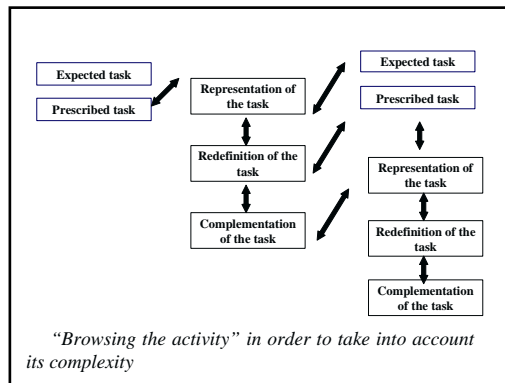 Expected task
Prescribed task
Representation of
the task
Redefinition of the
task
Complementation
of the task
Expected task
Prescribed task
Representation of
the task
Redefinition of the
task
Complementation
of the task
“Browsing the activity” in order to take into account
its complexity